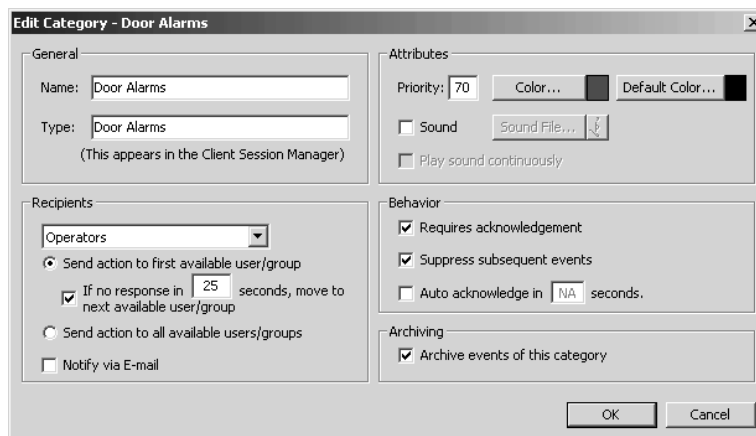 Edit Category - Door Alarms
General
Name: Door Alarms
Type: Door Alarms
(This appears in the Client Session Manager)
Attributes
Priority: 70 Color... Default Color...
Sound Sound File...
Play sound continuously
Recipients
Operators
Send action to first available user/group
If no response in 25 seconds, move to
next available user/group
Send action to all available users/groups
Notify via E-mail
Behavior
Requires acknowledgement
Suppress subsequent events
Auto acknowledge in NA seconds.
Archiving
Archive events of this category
OK Cancel